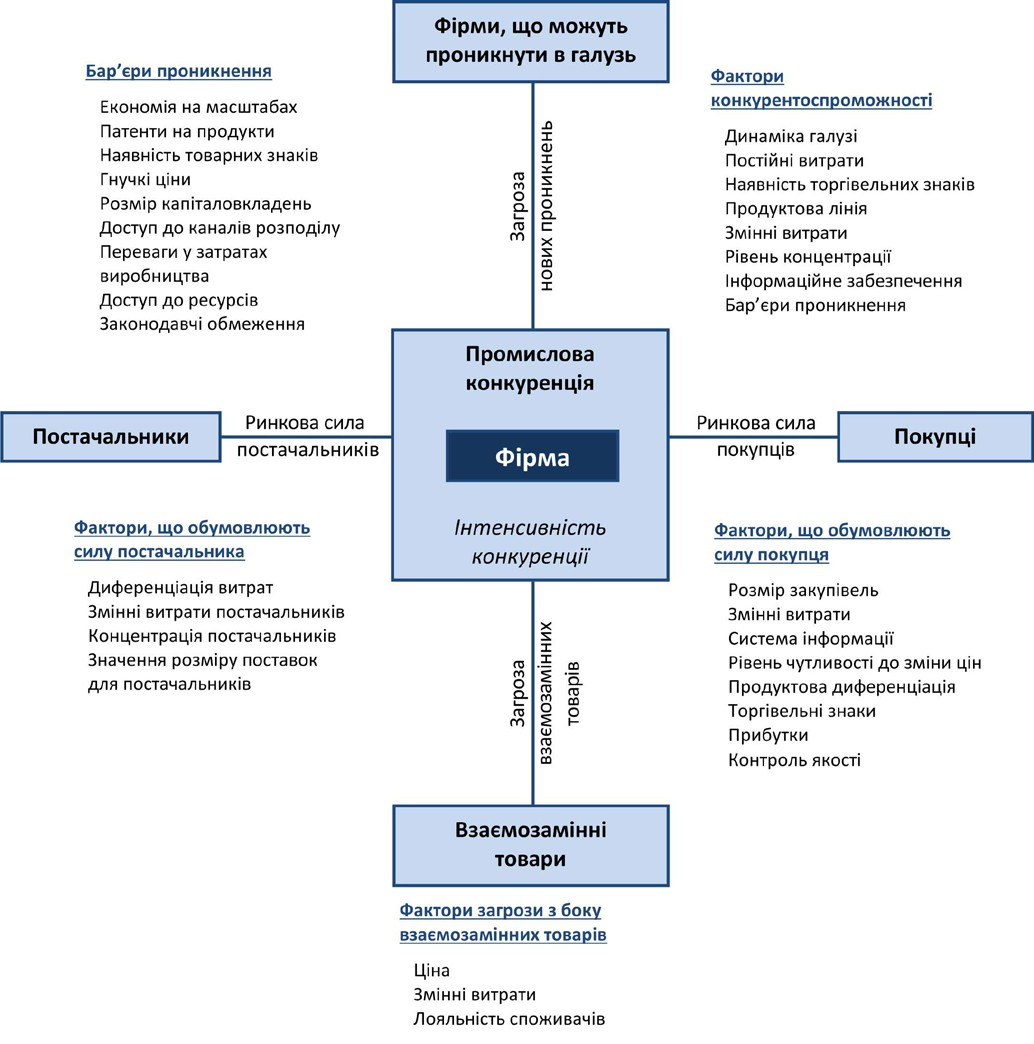 Фірми, що можуть
проникнути в галузь
Бар’єри проникнення
Економія на масштабах
Патенти на продукти
Наявність товарних знаків
Гнучкі ціни
Розмір капіталовкладень
Доступ до каналів розподілу
Переваги у затратах
виробництва
Доступ до ресурсів
Законодавчі обмеження
Загроза
нових проникнень
Фактори
конкурентоспроможності
Динаміка галузі
Постійні витрати
Наявність торгівельних знаків
Продуктова лінія
Змінні витрати
Рівень концентрації
Інформаційне забезпечення
Бар’єри проникнення
Постачальники
Ринкова сила
постачальників
Промислова
конкуренція
Фірма
Інтенсивність
конкуренції
Ринкова сила
покупців
Покупці
Фактори, що обумовлюють
силу постачальника
Диференціація витрат
Змінні витрати постачальників
Концентрація постачальників
Значення розміру поставок
для постачальників
Загроза
взаємозамінних
товарів
Фактори, що обумовлюють
силу покупця
Розмір закупівель
Змінні витрати
Система інформації
Рівень чутливості до зміни цін
Продуктова диференціація
Торгівельні знаки
Прибутки
Контроль якості
Взаємозамінні
товари
Фактори загрози з боку
взаємозамінних товарів
Ціна
Змінні витрати
Лояльність споживачів